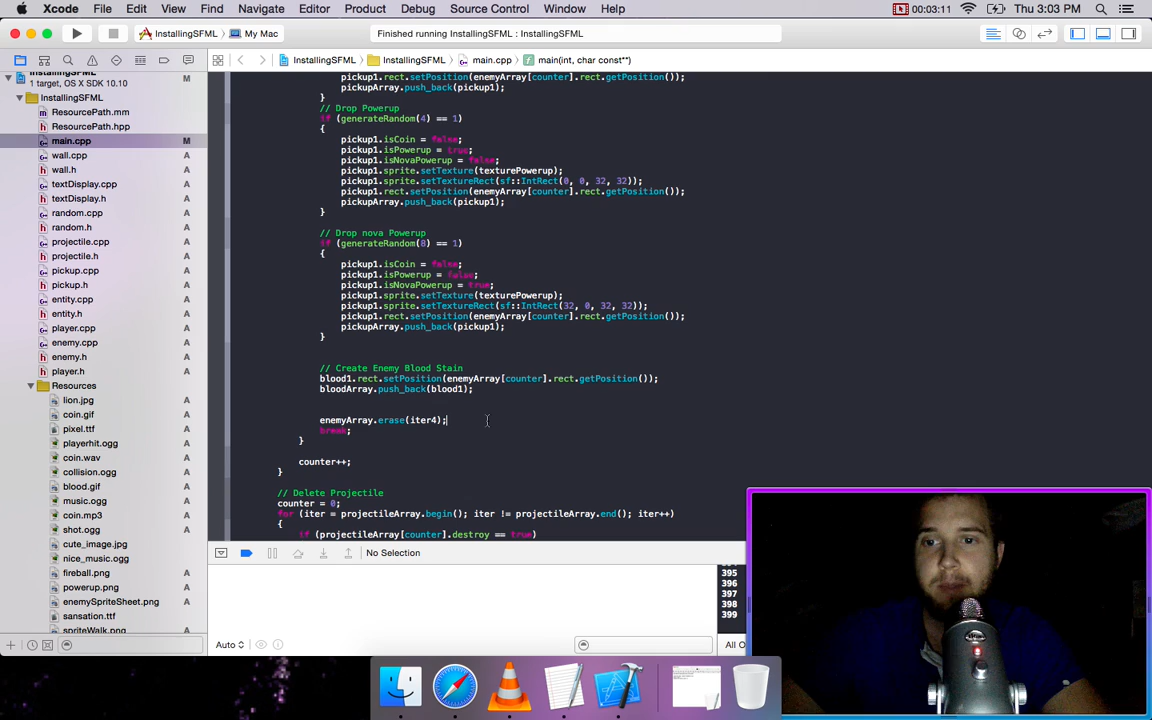 Xcode File Edit View Find Navigate Editor Product Debug Source Control Window Help 00:03:11 Thu 3:03 PM
InstallingSFML My Mac Finished running InstallingSFML : InstallingSFML
InstallingSFML InstallingSFML main.cpp main(int, char const**)
InstallingSFML M
1 target, OS X SDK 10.10
InstallingSFML
ResourcePath.mm
ResourcePath.hpp
main.cpp M
wall.cpp A
wall.h A
textDisplay.cpp A
textDisplay.h A
random.cpp A
random.h A
projectile.cpp A
projectile.h A
pickup.cpp A
pickup.h A
entity.cpp A
entity.h A
player.cpp A
enemy.cpp A
enemy.h A
player.h A
Resources
lion.jpg A
coin.gif A
pixel.ttf A
playerhit.ogg A
coin.wav A
collision.ogg A
blood.gif A
music.ogg A
coin.mp3 A
shot.ogg A
cute_image.jpg
nice_music.ogg
fireball.png A
powerup.png A
enemySpriteSheet.png A
sansation.ttf
spriteWalk.png A
pickup1.rect.setPosition(enemyArray[counter].rect.getPosition());
pickupArray.push_back(pickup1);
}
// Drop Powerup
if (generateRandom(4) == 1)
{
pickup1.isCoin = false;
pickup1.isPowerup = true;
pickup1.isNovaPowerup = false;
pickup1.sprite.setTexture(texturePowerup);
pickup1.sprite.setTextureRect(sf::IntRect(0, 0, 32, 32));
pickup1.rect.setPosition(enemyArray[counter].rect.getPosition());
pickupArray.push_back(pickup1);
}
// Drop nova Powerup
if (generateRandom(8) == 1)
{
pickup1.isCoin = false;
pickup1.isPowerup = false;
pickup1.isNovaPowerup = true;
pickup1.sprite.setTexture(texturePowerup);
pickup1.sprite.setTextureRect(sf::IntRect(32, 0, 32, 32));
pickup1.rect.setPosition(enemyArray[counter].rect.getPosition());
pickupArray.push_back(pickup1);
}
// Create Enemy Blood Stain
blood1.rect.setPosition(enemyArray[counter].rect.getPosition());
bloodArray.push_back(blood1);
enemyArray.erase(iter4);
break;
}
counter++;
}
// Delete Projectile
counter = 0;
for (iter = projectileArray.begin(); iter != projectileArray.end(); iter++)
{
if (projectileArray[counter].destroy == true)
No Selection
395
396
397
398
399
Auto
All O